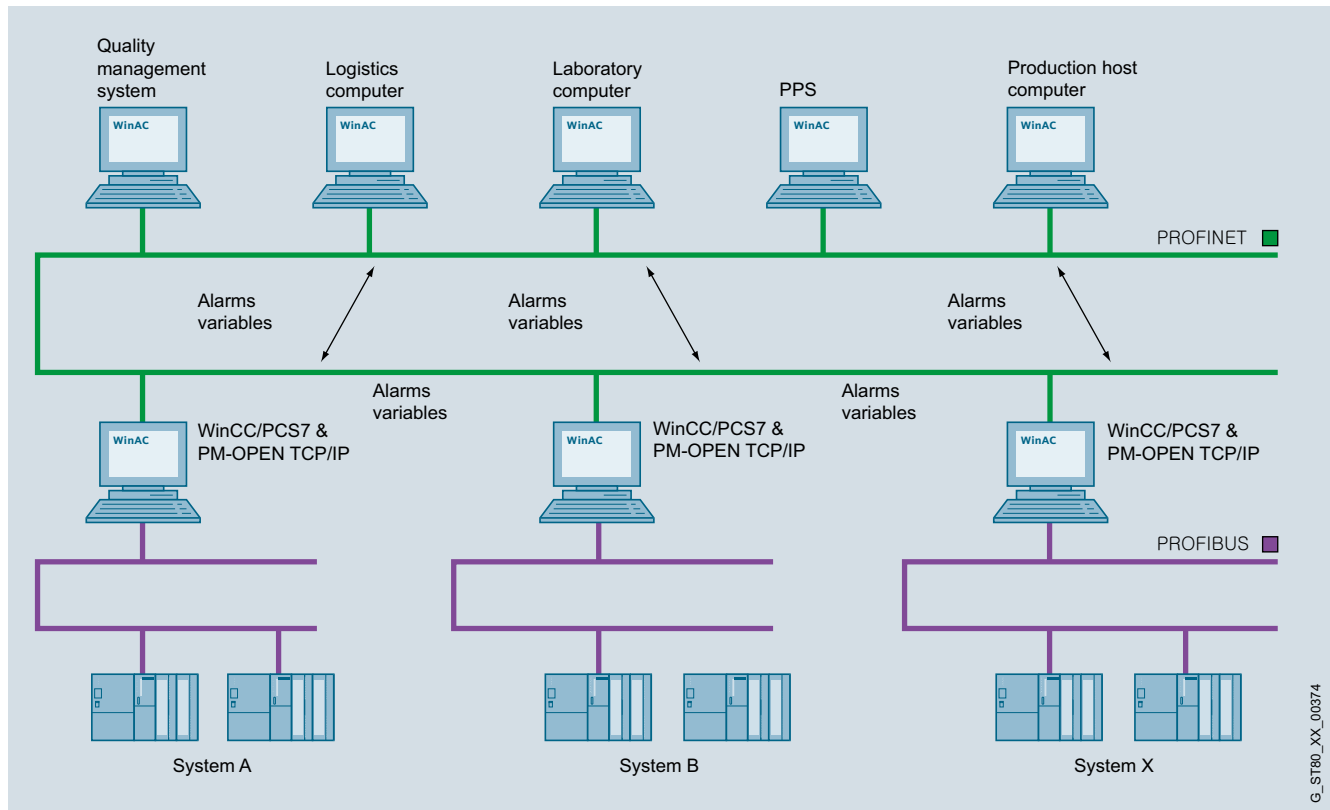 Quality
management
system
Logistics
computer
Laboratory
computer
PPS
Production host
computer
WinAC
WinAC
WinAC
WinAC
WinAC
PROFINET
Alarms
variables
Alarms
variables
Alarms
variables
Alarms
variables
Alarms
variables
WinAC
WinCC/PCS7 &
PM-OPEN TCP/IP
WinAC
WinCC/PCS7 &
PM-OPEN TCP/IP
WinAC
WinCC/PCS7 &
PM-OPEN TCP/IP
PROFIBUS
System A
System B
System X
G_ST80_XX_00374